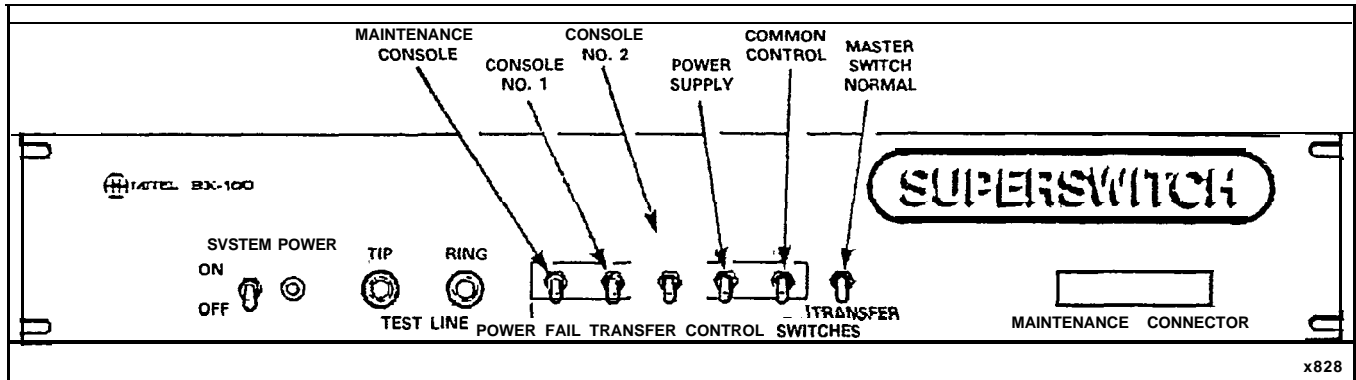 MAINTENANCE
CONSOLE
CONSOLE
NO. 1
CONSOLE
NO. 2
POWER
SUPPLY
COMMON
CONTROL
MASTER
SWITCH
NORMAL
SX-100
SUPERSWITCH
SVSTEM POWER
ON
OFF
TIP
RING
TEST LINE
TRANSFER
POWER FAIL TRANSFER CONTROL SWITCHES
MAINTENANCE CONNECTOR
x828